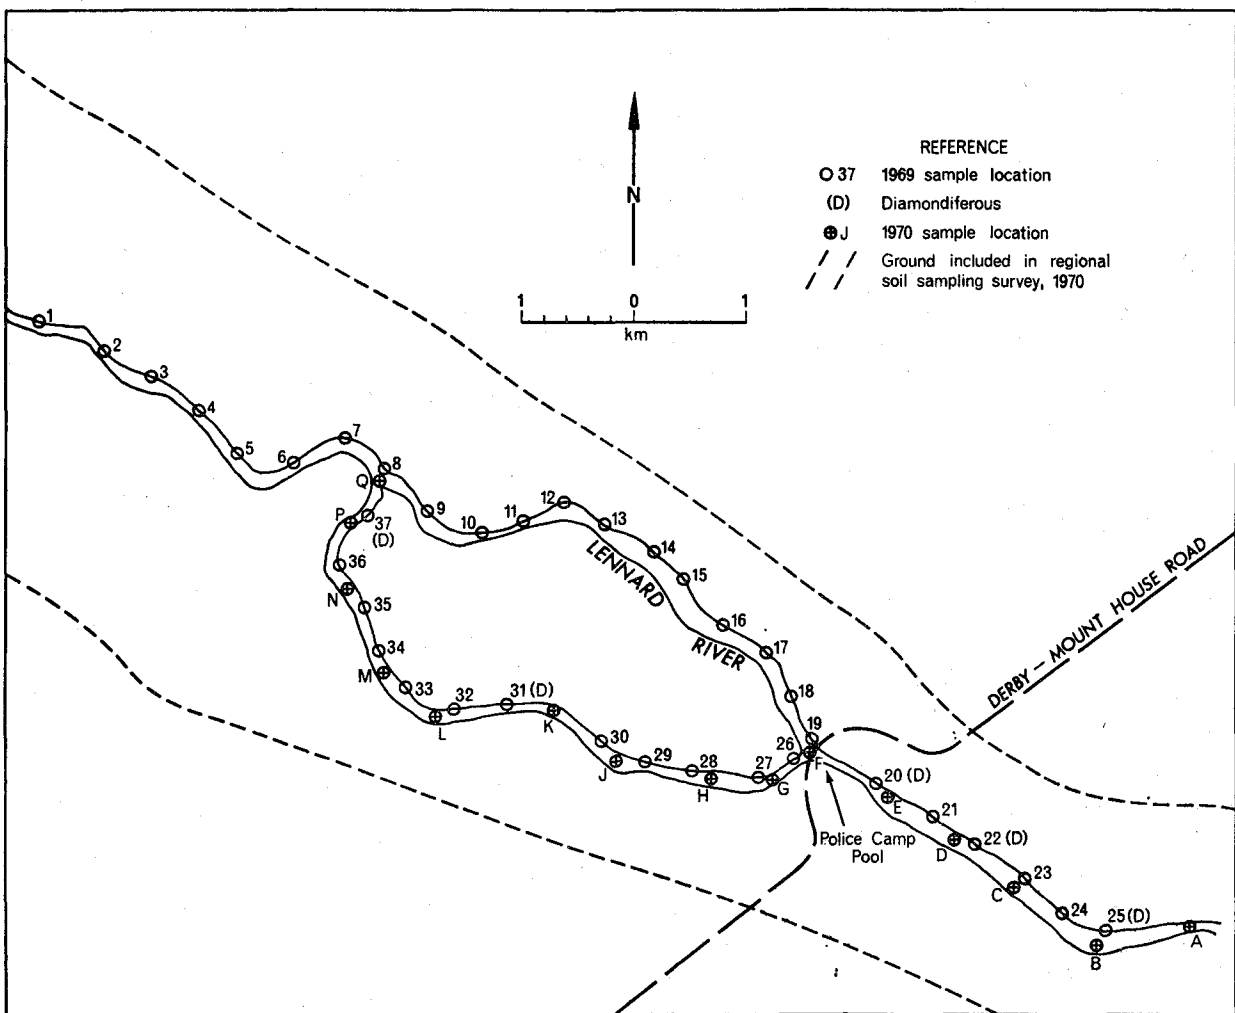 REFERENCE
37 1969 sample location
(D) Diamondiferous
J 1970 sample location
Ground included in regional
soil sampling survey, 1970
N
1 0 1
km
1
2
3
4
5
6
7
8
Q
9
10
11
12
13
14
15
16
17
18
19
P
37
(D)
36
N
35
34
M
33
L
32
31 (D)
K
30
J
29
28
H
27
G
26
F
LENNARD
RIVER
DERBY – MOUNT HOUSE ROAD
Police Camp
Pool
20 (D)
E
21
D
22 (D)
23
C
24
25 (D)
B
A